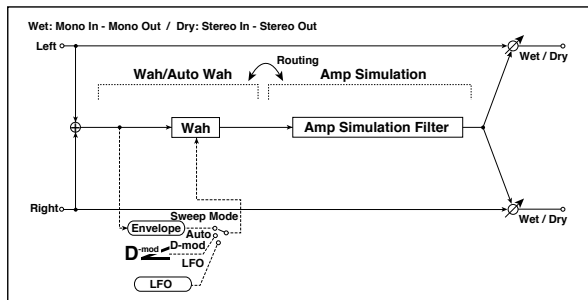 Wet: Mono In - Mono Out / Dry: Stereo In - Stereo Out
Left
Wet / Dry
Routing
Wah/Auto Wah
Amp Simulation
Wah
Amp Simulation Filter
Right
Wet / Dry
Sweep Mode
Envelope
Auto
D-mod
D-mod
LFO
LFO